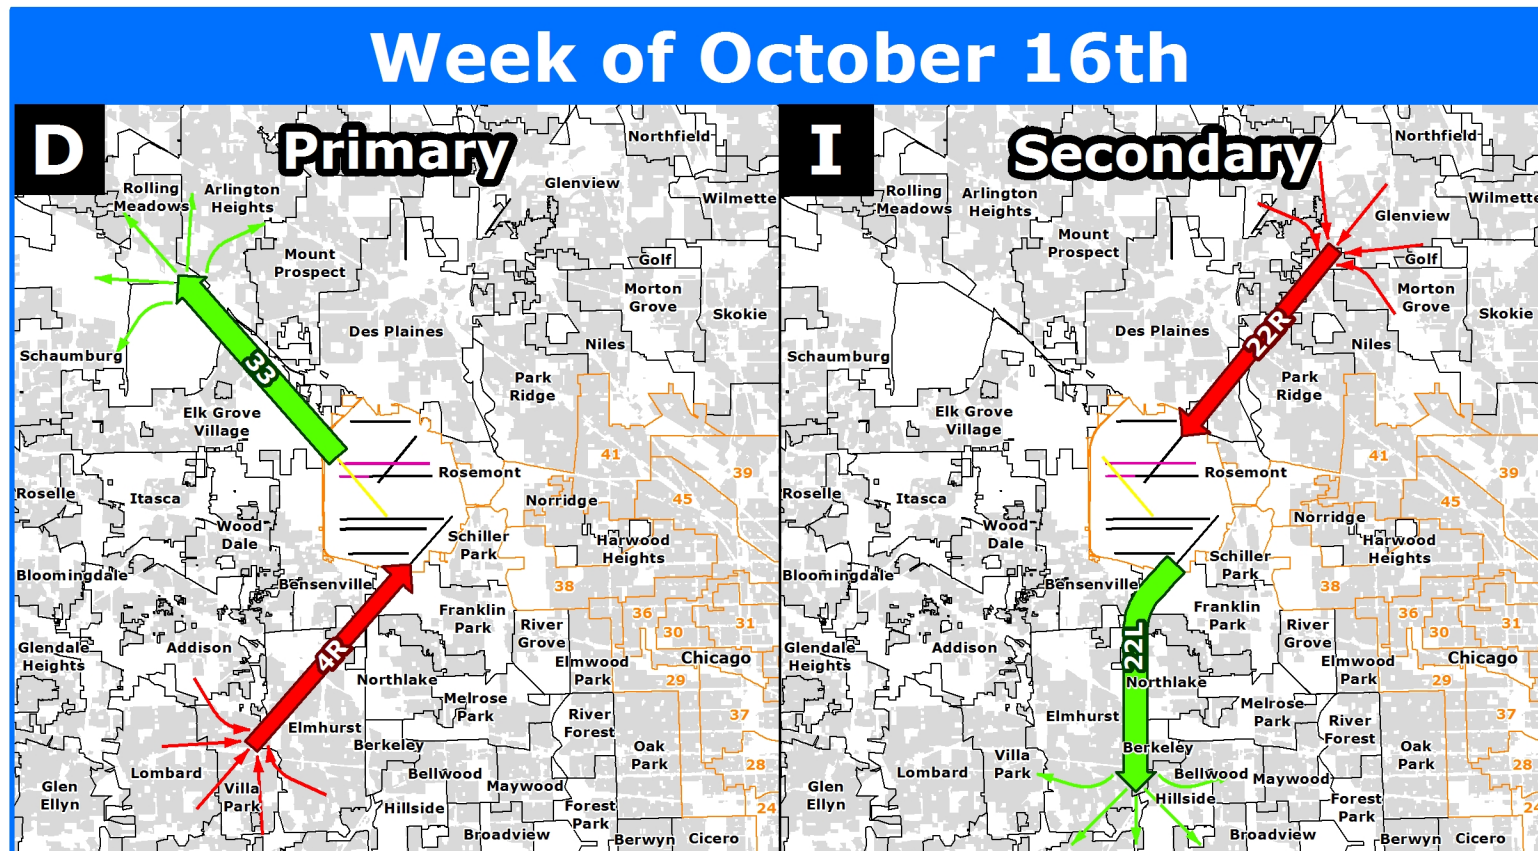 Week of October 16th
D
Primary
Northfield
Rolling
Meadows
Arlington
Heights
Glenview
Wilmette
Mount
Prospect
Golf
Morton
Grove
Skokie
Des Plaines
Niles
Schaumburg
33
Park
Ridge
Elk Grove
Village
41
39
Rosemont
Roselle
Itasca
Norridge
45
Wood
Dale
Schiller
Park
Harwood
Heights
Bloomingdale
Bensenville
38
Franklin
Park
36
River
Grove
30
31
Glendale
Heights
Addison
4R
Chicago
Elmwood
Park
29
Northlake
Melrose
Park
37
Elmhurst
River
Forest
Berkeley
Oak
Park
28
Lombard
Bellwood
Maywood
Glen
Ellyn
Villa
Park
Hillside
Forest
Park
24
Broadview
Berwyn
Cicero
I
Secondary
Northfield
Rolling
Meadows
Arlington
Heights
Wilmette
Glenview
Mount
Prospect
Golf
Morton
Grove
Skokie
22R
Des Plaines
Niles
Schaumburg
Park
Ridge
Elk Grove
Village
41
39
Rosemont
Roselle
Itasca
45
Norridge
Wood
Dale
Harwood
Heights
Schiller
Park
Bloomingdale
Bensenville
38
Franklin
Park
36
River
Grove
30
31
Glendale
Heights
Addison
22L
Chicago
Elmwood
Park
29
Northlake
Melrose
Park
37
Elmhurst
River
Forest
Berkeley
Oak
Park
28
Villa
Park
Lombard
Bellwood
Maywood
Glen
Ellyn
Hillside
Forest
Park
24
Broadview
Berwyn
Cicero